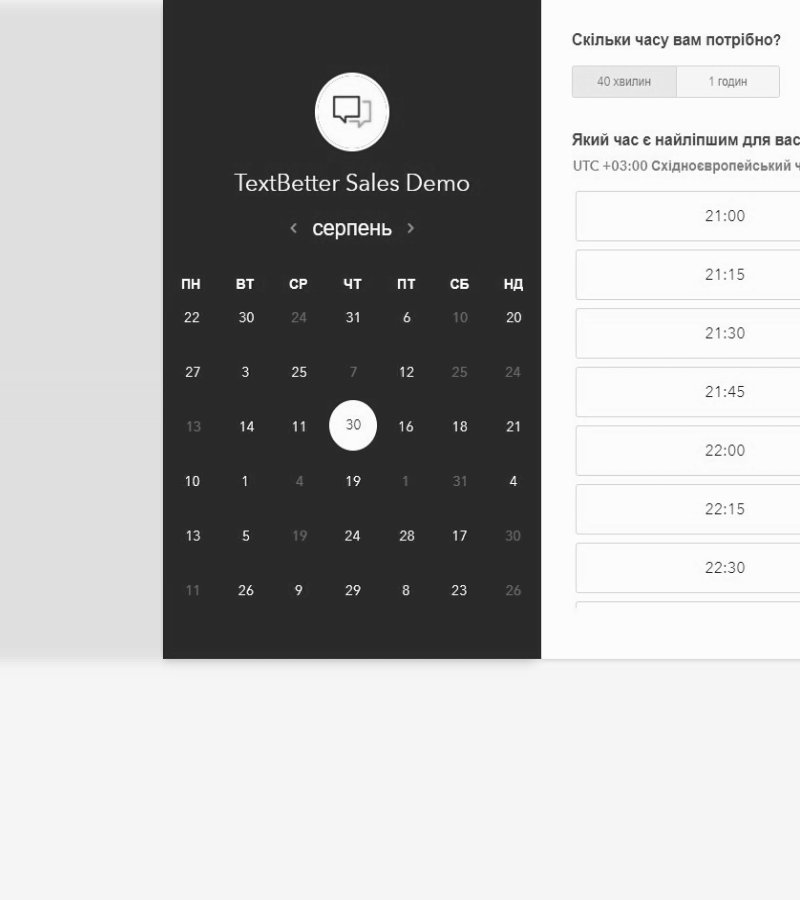 TextBetter Sales Demo
серпень
ПН ВТ СР ЧТ ПТ СБ НД
22 30 24 31 6 10 20
27 3 25 7 12 25 24
13 14 11 30 16 18 21
10 1 4 19 1 31 4
13 5 19 24 28 17 30
11 26 9 29 8 23 26
Скільки часу вам потрібно?
40 хвилин 1 годин
Який час є найліпшим для вас
UTC +03:00 Східноєвропейський ч
21:00
21:15
21:30
21:45
22:00
22:15
22:30